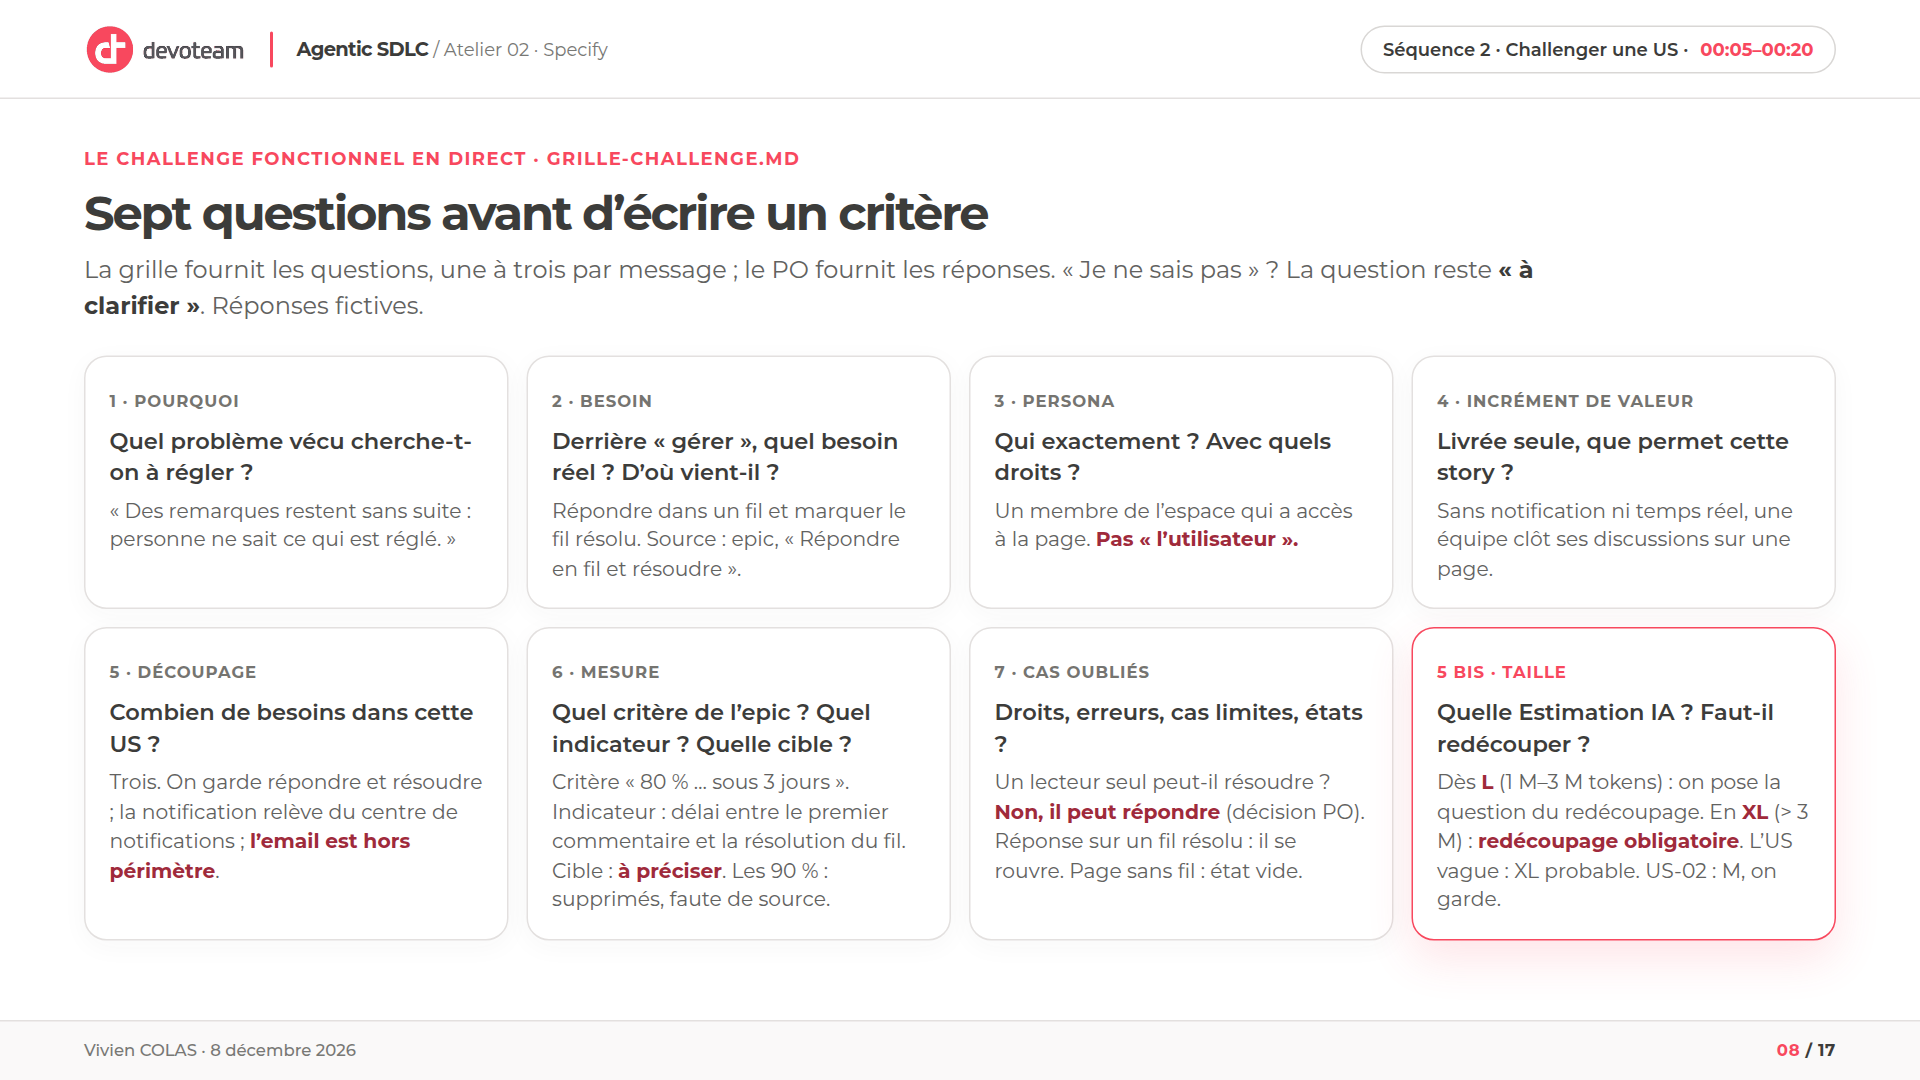 devoteam
Agentic SDLC / Atelier 02 · Specify
Séquence 2 · Challenger une US · 00:05–00:20
LE CHALLENGE FONCTIONNEL EN DIRECT · GRILLE-CHALLENGE.MD
Sept questions avant d’écrire un critère
La grille fournit les questions, une à trois par message ; le PO fournit les réponses. « Je ne sais pas » ? La question reste « à
clarifier ». Réponses fictives.
1 · POURQUOI
Quel problème vécu cherche-t-
on à régler ?
« Des remarques restent sans suite :
personne ne sait ce qui est réglé. »
2 · BESOIN
Derrière « gérer », quel besoin
réel ? D’où vient-il ?
Répondre dans un fil et marquer le
fil résolu. Source : epic, « Répondre
en fil et résoudre ».
3 · PERSONA
Qui exactement ? Avec quels
droits ?
Un membre de l’espace qui a accès
à la page. Pas « l’utilisateur ».
4 · INCRÉMENT DE VALEUR
Livrée seule, que permet cette
story ?
Sans notification ni temps réel, une
équipe clôt ses discussions sur une
page.
5 · DÉCOUPAGE
Combien de besoins dans cette
US ?
Trois. On garde répondre et résoudre
; la notification relève du centre de
notifications ; l’email est hors
périmètre.
6 · MESURE
Quel critère de l’epic ? Quel
indicateur ? Quelle cible ?
Critère « 80 % … sous 3 jours ».
Indicateur : délai entre le premier
commentaire et la résolution du fil.
Cible : à préciser. Les 90 % :
supprimés, faute de source.
7 · CAS OUBLIÉS
Droits, erreurs, cas limites, états
?
Un lecteur seul peut-il résoudre ?
Non, il peut répondre (décision PO).
Réponse sur un fil résolu : il se
rouvre. Page sans fil : état vide.
5 BIS · TAILLE
Quelle Estimation IA ? Faut-il
redécouper ?
Dès L (1 M–3 M tokens) : on pose la
question du redécoupage. En XL (> 3
M) : redécoupage obligatoire. L’US
vague : XL probable. US-02 : M, on
garde.
Vivien COLAS · 8 décembre 2026
08 / 17